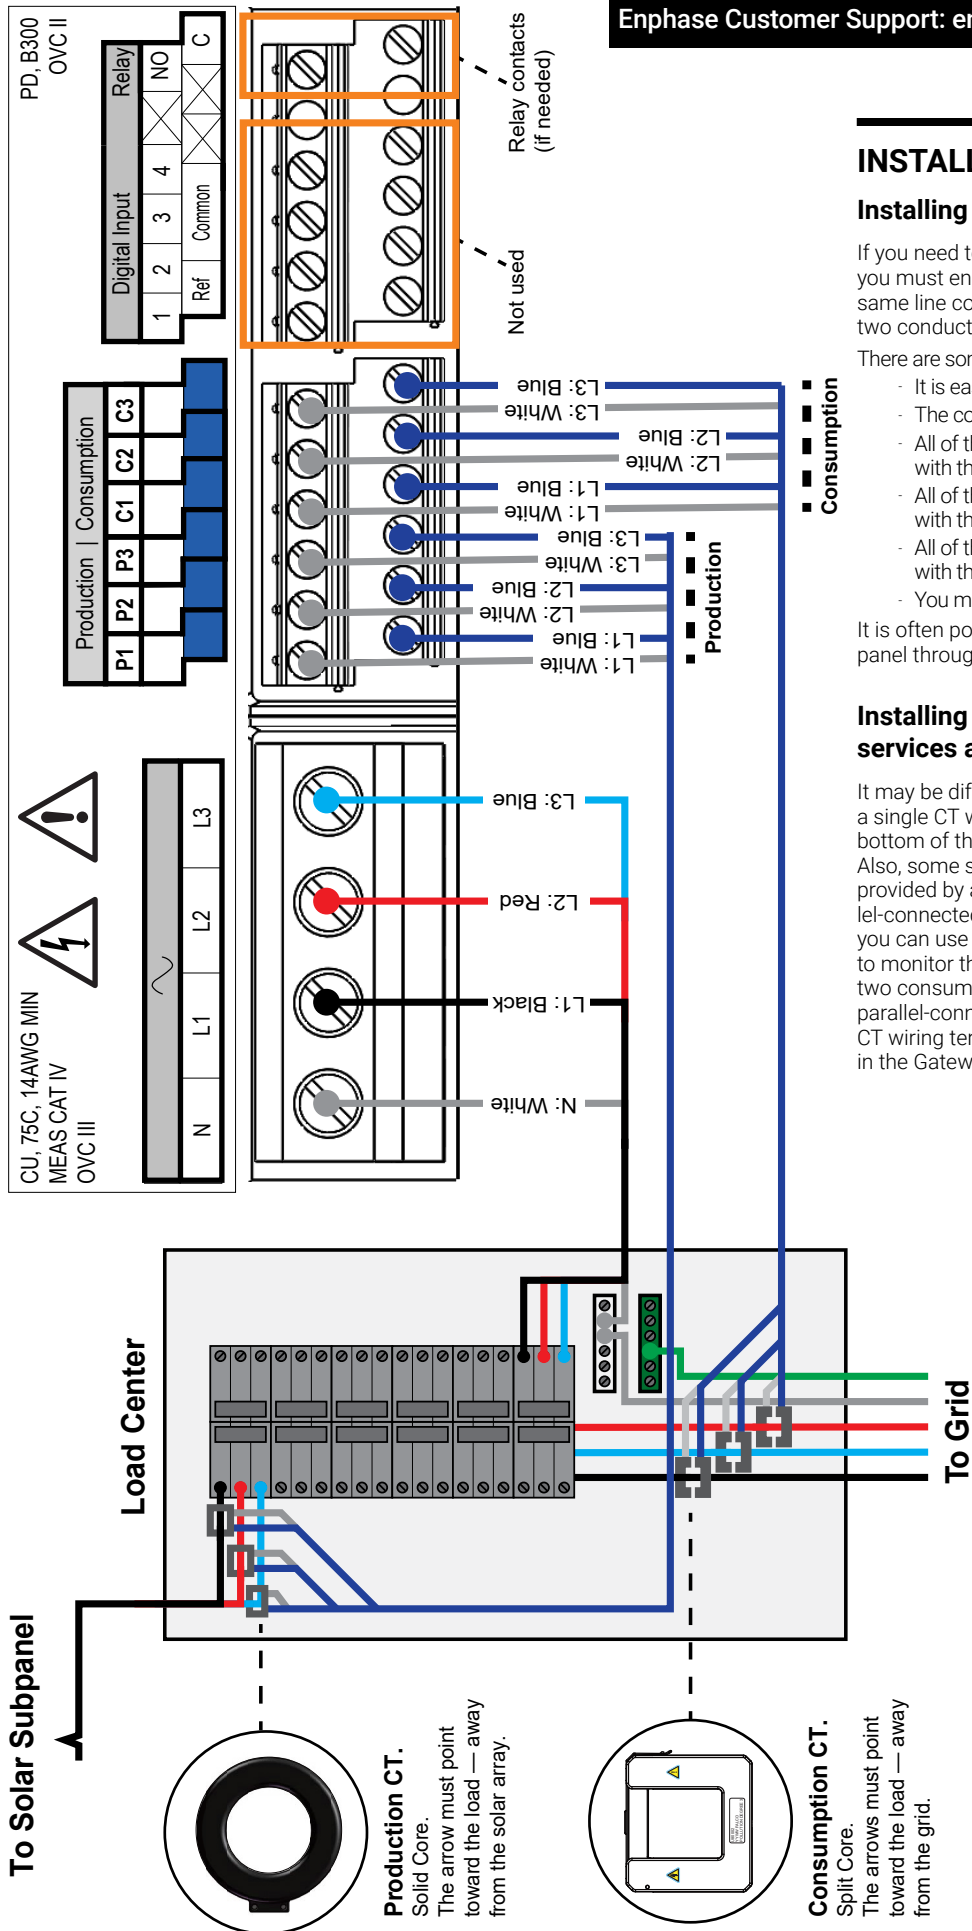 Enphase Customer Support:
INSTALL
Installing
If you need to
you must en
same line co
two conduct
There are son
- It is ea
- The co
- All of th
with th
- All of th
with th
- All of th
with th
- You m
It is often po
panel throug
Installing
services a
It may be dif
a single CT w
bottom of th
Also, some s
provided by a
lel-connected
you can use
to monitor th
two consum
parallel-conn
CT wiring ter
in the Gatew
CU, 75C, 14AWG MIN
MEAS CAT IV
OVC III
PD, B300
OVC II
N L1 L2 L3
Production | Consumption
P1 P2 P3 C1 C2 C3
Digital Input Relay
1 2 3 4 NO
Ref Common C
Relay contacts
(if needed)
Not used
N: White
L1: Black
L2: Red
L3: Blue
L1: White
L1: Blue
L2: White
L2: Blue
L3: White
L3: Blue
Production
L1: White
L1: Blue
L2: White
L2: Blue
L3: White
L3: Blue
Consumption
To Solar Subpanel
Load Center
To Grid
Production CT.
Solid Core.
The arrow must point
toward the load — away
from the solar array.
Consumption CT.
Split Core.
The arrows must point
toward the load — away
from the grid.